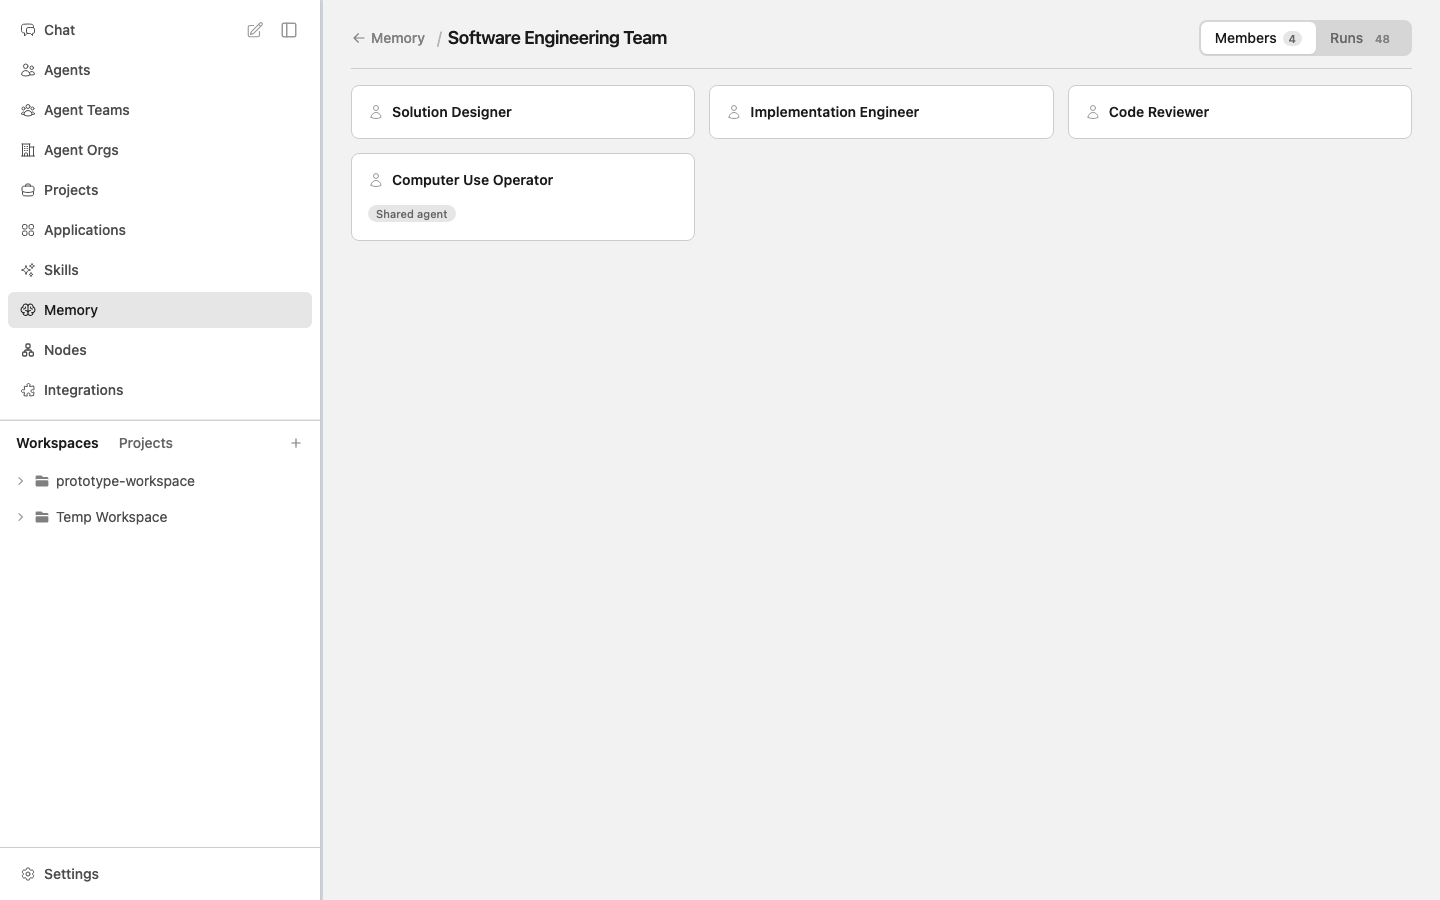 Chat
Agents
Agent Teams
Agent Orgs
Projects
Applications
Skills
Memory
Nodes
Integrations
Workspaces Projects
prototype-workspace
Temp Workspace
Settings
Memory / Software Engineering Team
Members 4 Runs 48
Solution Designer
Implementation Engineer
Code Reviewer
Computer Use Operator
Shared agent